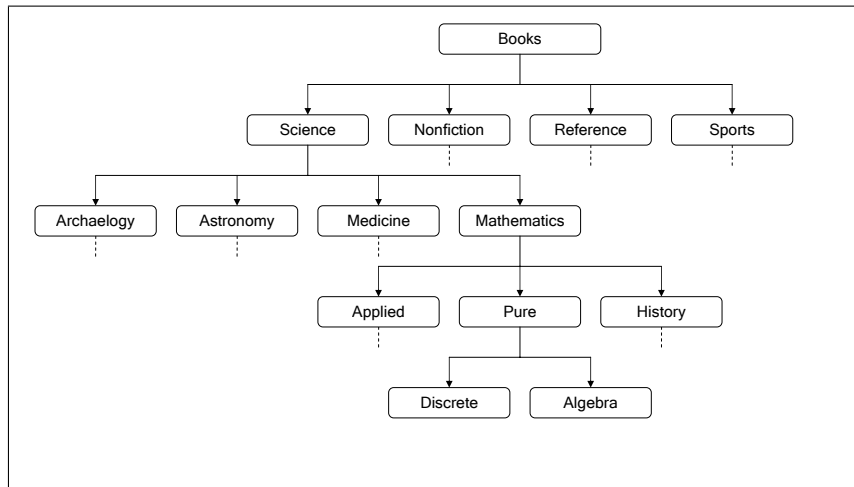 Books
Science
Nonfiction
Reference
Sports
Archaelogy
Astronomy
Medicine
Mathematics
Applied
Pure
History
Discrete
Algebra